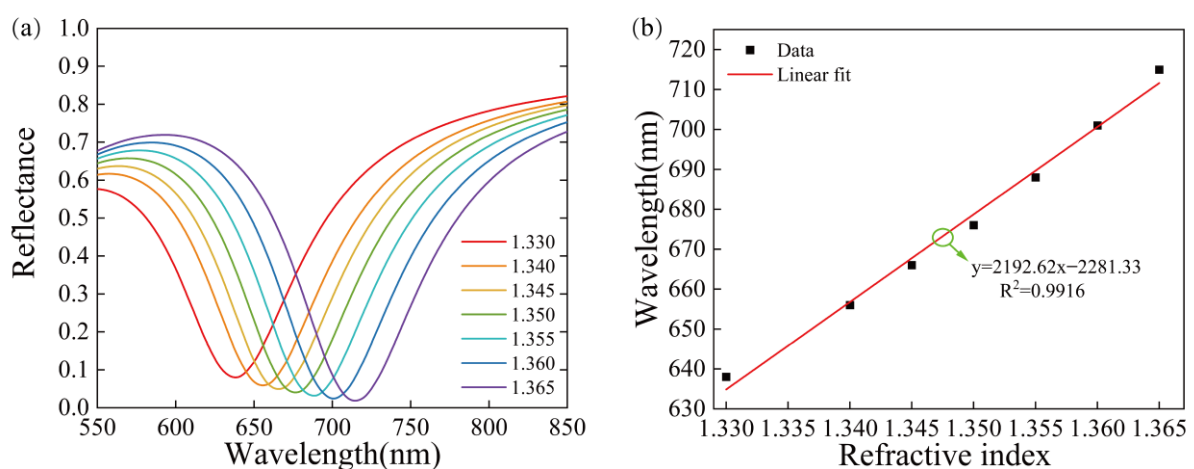 (a)
1.0
0.9
0.8
0.7
0.6
0.5
0.4
0.3
0.2
0.1
0.0
Reflectance
1.330
1.340
1.345
1.350
1.355
1.360
1.365
550 600 650 700 750 800 850
Wavelength(nm)
(b)
720
710
700
690
680
670
660
650
640
630
Wavelength(nm)
Data
Linear fit
y=2192.62x−2281.33
R²=0.9916
1.330 1.335 1.340 1.345 1.350 1.355 1.360 1.365
Refractive index